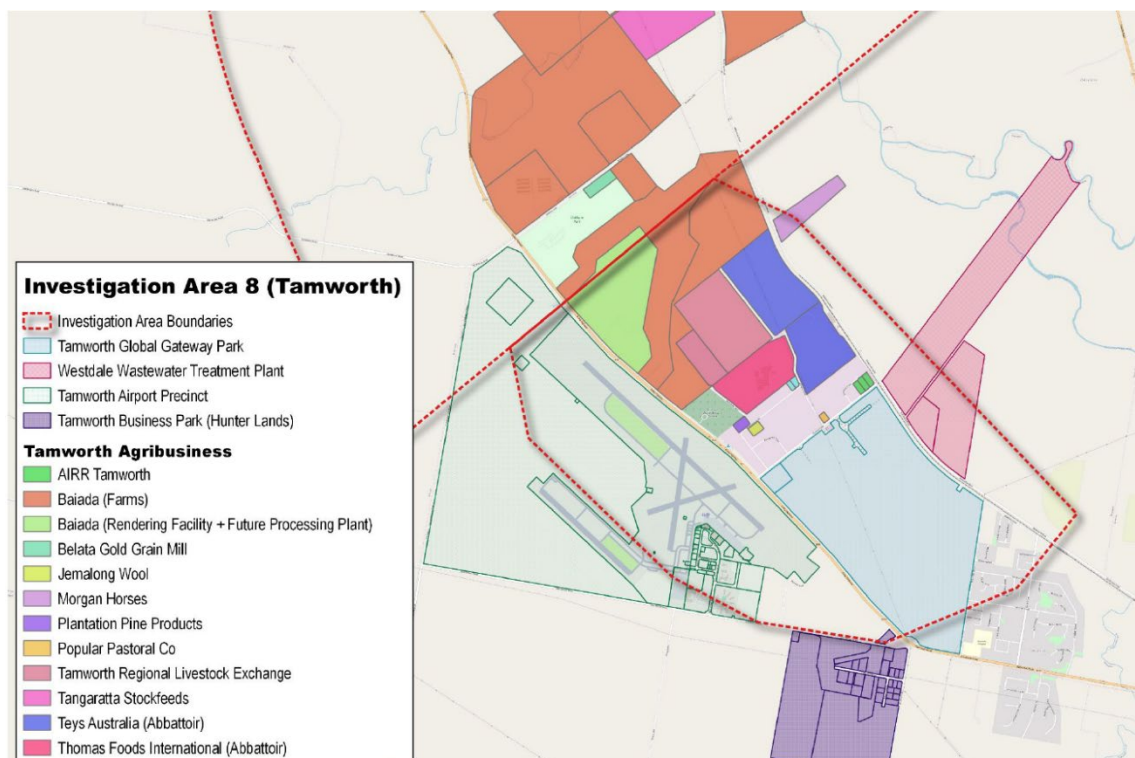 Investigation Area 8 (Tamworth)
Investigation Area Boundaries
Tamworth Global Gateway Park
Westdale Wastewater Treatment Plant
Tamworth Airport Precinct
Tamworth Business Park (Hunter Lands)
Tamworth Agribusiness
AIRR Tamworth
Baiada (Farms)
Baiada (Rendering Facility + Future Processing Plant)
Belata Gold Grain Mill
Jemalong Wool
Morgan Horses
Plantation Pine Products
Popular Pastoral Co
Tamworth Regional Livestock Exchange
Tangaratta Stockfeeds
Teys Australia (Abbattoir)
Thomas Foods International (Abbattoir)